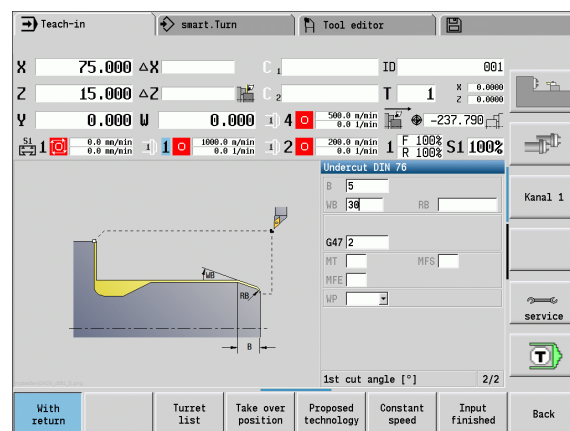 Teach-in
smart.Turn
Tool editor
X 75.000 △X C 1 ID 001
Z 15.000 △Z C 2 T 1 X 0.0000
Z 0.0000
Y 0.000 W 0.000 4 500.0 m/min
0.0 1/min -237.790
S1 1 0.0 mm/min
0.0 mm/min 1 1000.0 m/min
0.0 1/min 2 200.0 m/min
0.0 1/min 1 F 100%
R 100% S1 100%
Undercut DIN 76
B 5
WB 30 RB
G47 2
MT MFS
MFE
WP
1st cut angle [°] 2/2
WB
RB
B
Kanal 1
service
T
With return
Turret list
Take over position
Proposed technology
Constant speed
Input finished
Back